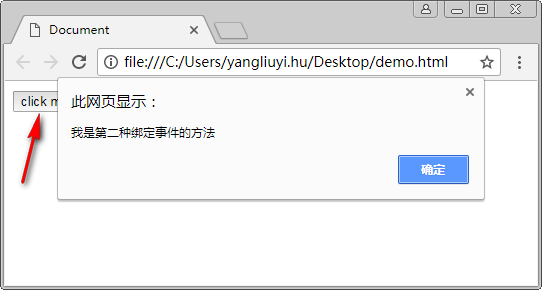 Document
file:///C:/Users/yangliuyi.hu/Desktop/demo.html
此网页显示：
click m
我是第二种绑定事件的方法
确定